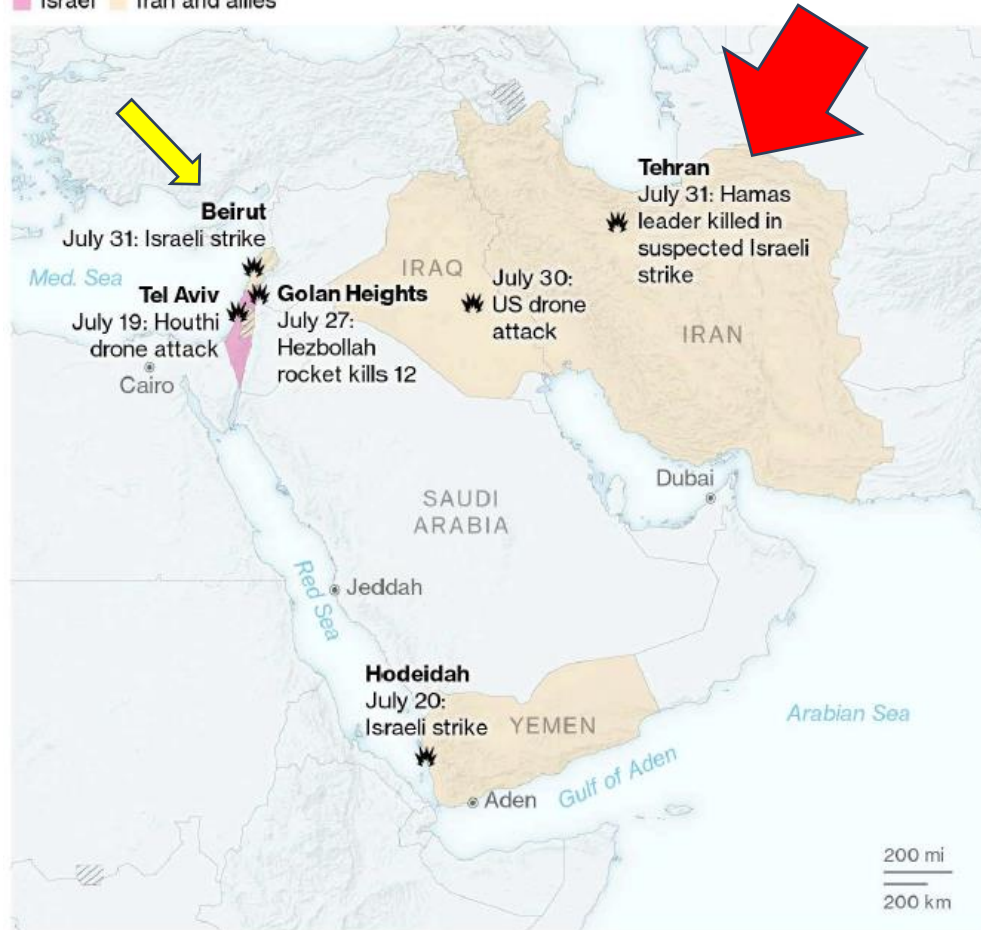 Israel Iran and allies
Tehran
July 31: Hamas
leader killed in
suspected Israeli
strike
Beirut
July 31: Israeli strike
Med. Sea
IRAQ
July 30:
US drone
attack
Tel Aviv
July 19: Houthi
drone attack
Golan Heights
July 27:
Hezbollah
rocket kills 12
IRAN
Cairo
Dubai
SAUDI
ARABIA
Red Sea
Jeddah
Hodeidah
July 20:
Israeli strike
YEMEN
Arabian Sea
Aden
Gulf of Aden
200 mi
200 km